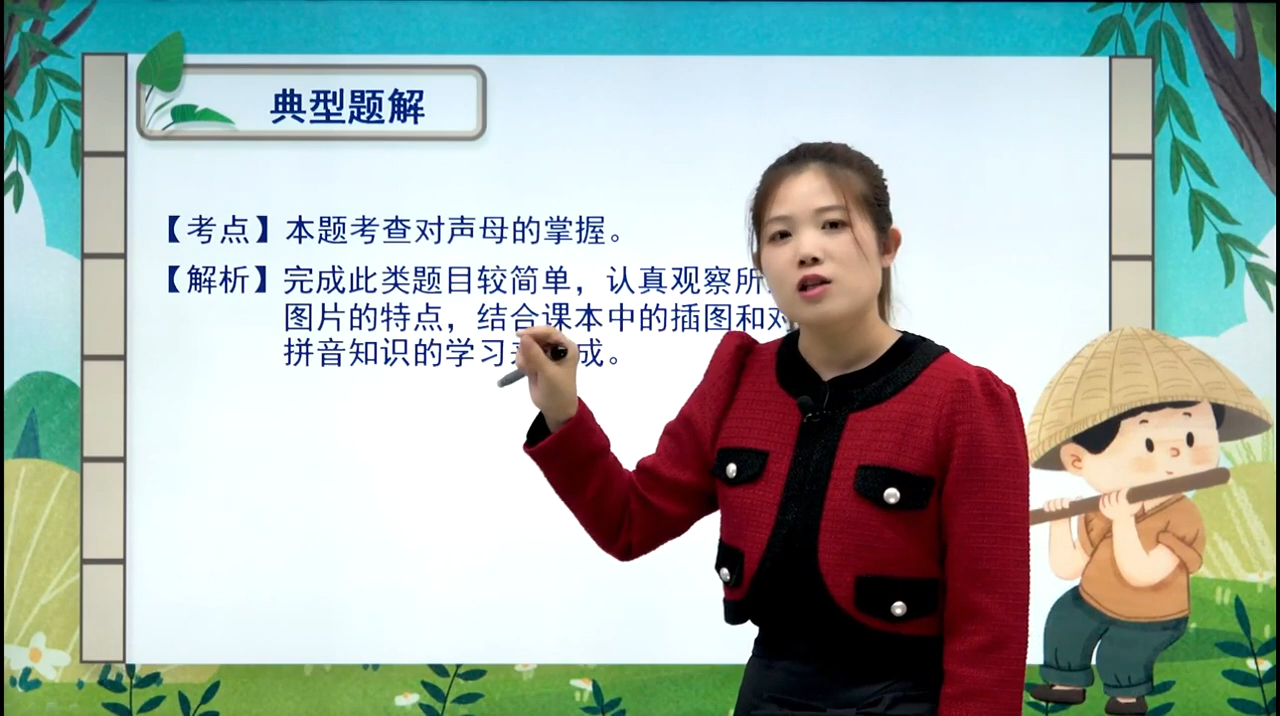 典型题解
【考点】本题考查对声母的掌握。
【解析】完成此类题目较简单，认真观察所
图片的特点，结合课本中的插图和对
拼音知识的学习 成。